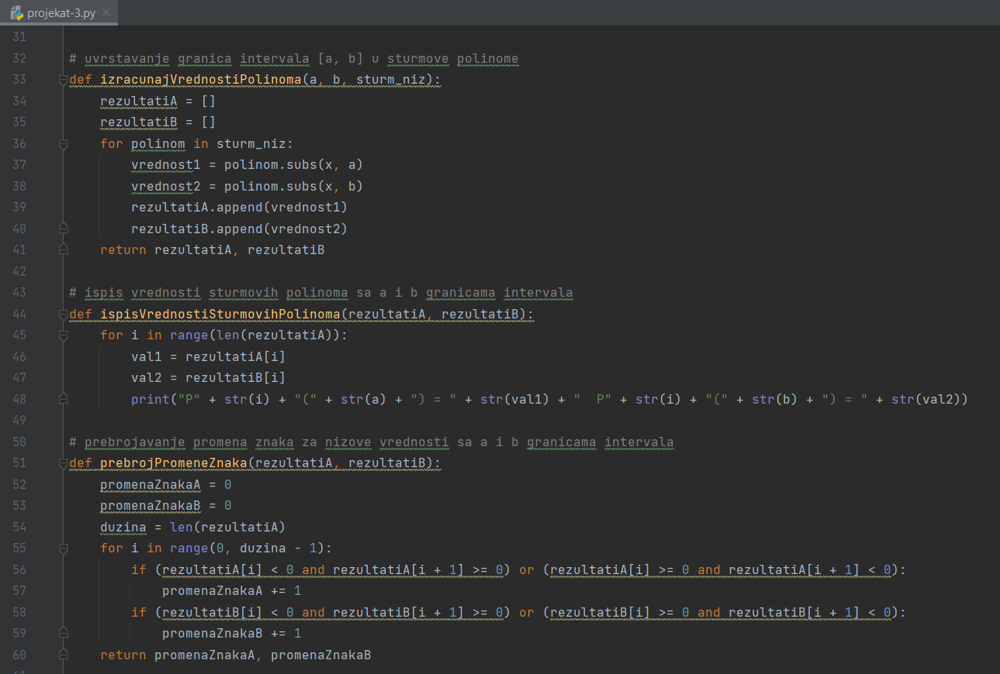 projekat-3.py
31
32 # uvrstavanje granica intervala [a, b] u sturmove polinome
33 def izracunajVrednostiPolinoma(a, b, sturm_niz):
34     rezultatiA = []
35     rezultatiB = []
36     for polinom in sturm_niz:
37         vrednost1 = polinom.subs(x, a)
38         vrednost2 = polinom.subs(x, b)
39         rezultatiA.append(vrednost1)
40         rezultatiB.append(vrednost2)
41     return rezultatiA, rezultatiB
42
43 # ispis vrednosti sturmovih polinoma sa a i b granicama intervala
44 def ispisVrednostiSturmovihPolinoma(rezultatiA, rezultatiB):
45     for i in range(len(rezultatiA)):
46         val1 = rezultatiA[i]
47         val2 = rezultatiB[i]
48         print("P" + str(i) + "(" + str(a) + ") = " + str(val1) + "  P" + str(i) + "(" + str(b) + ") = " + str(val2))
49
50 # prebrojavanje promena znaka za nizove vrednosti sa a i b granicama intervala
51 def prebrojPromeneZnaka(rezultatiA, rezultatiB):
52     promenaZnakaA = 0
53     promenaZnakaB = 0
54     duzina = len(rezultatiA)
55     for i in range(0, duzina - 1):
56         if (rezultatiA[i] < 0 and rezultatiA[i + 1] >= 0) or (rezultatiA[i] >= 0 and rezultatiA[i + 1] < 0):
57             promenaZnakaA += 1
58         if (rezultatiB[i] < 0 and rezultatiB[i + 1] >= 0) or (rezultatiB[i] >= 0 and rezultatiB[i + 1] < 0):
59             promenaZnakaB += 1
60     return promenaZnakaA, promenaZnakaB